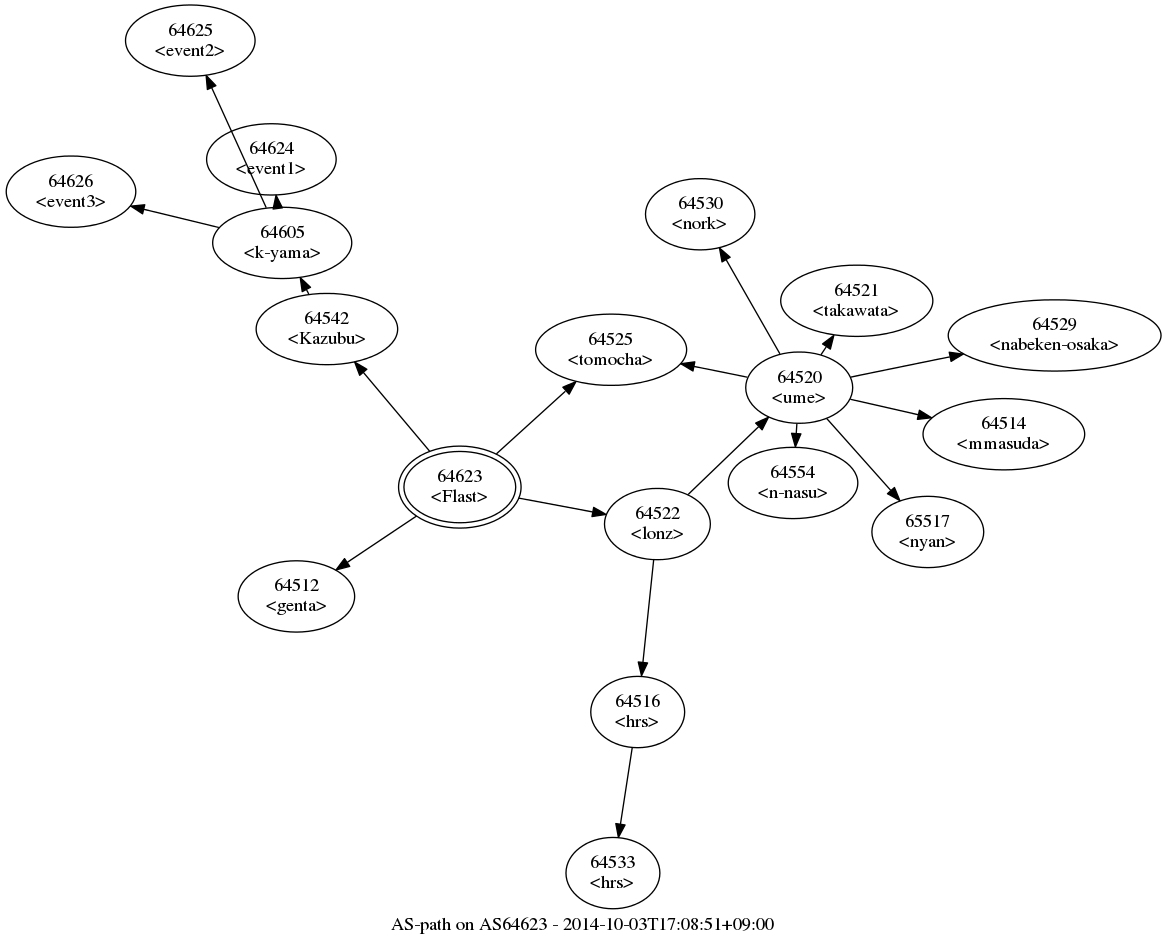 64625
<event2>
64624
<event1>
64626
<event3>
64605
<k-yama>
64530
<nork>
64521
<takawata>
64542
<Kazubu>
64525
<tomocha>
64529
<nabeken-osaka>
64520
<ume>
64514
<mmasuda>
64623
<Flast>
64554
<n-nasu>
64522
<lonz>
65517
<nyan>
64512
<genta>
64516
<hrs>
64533
<hrs>
AS-path on AS64623 - 2014-10-03T17:08:51+09:00